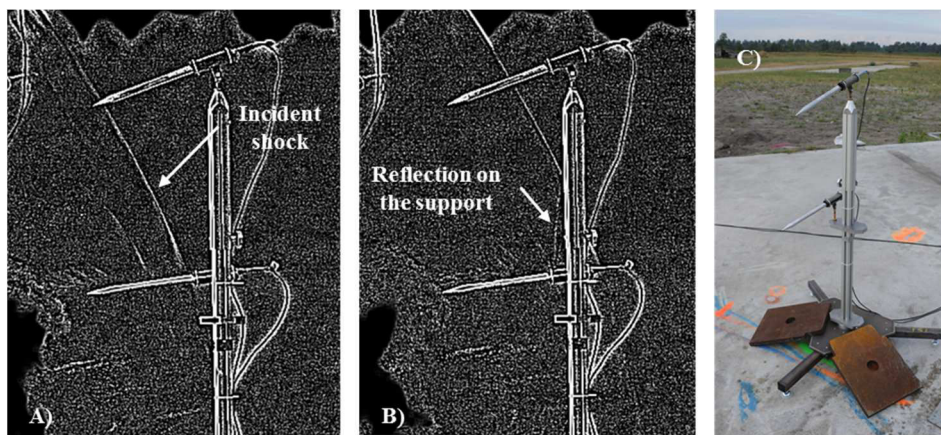 Incident
shock
A)
Reflection on
the support
B)
C)